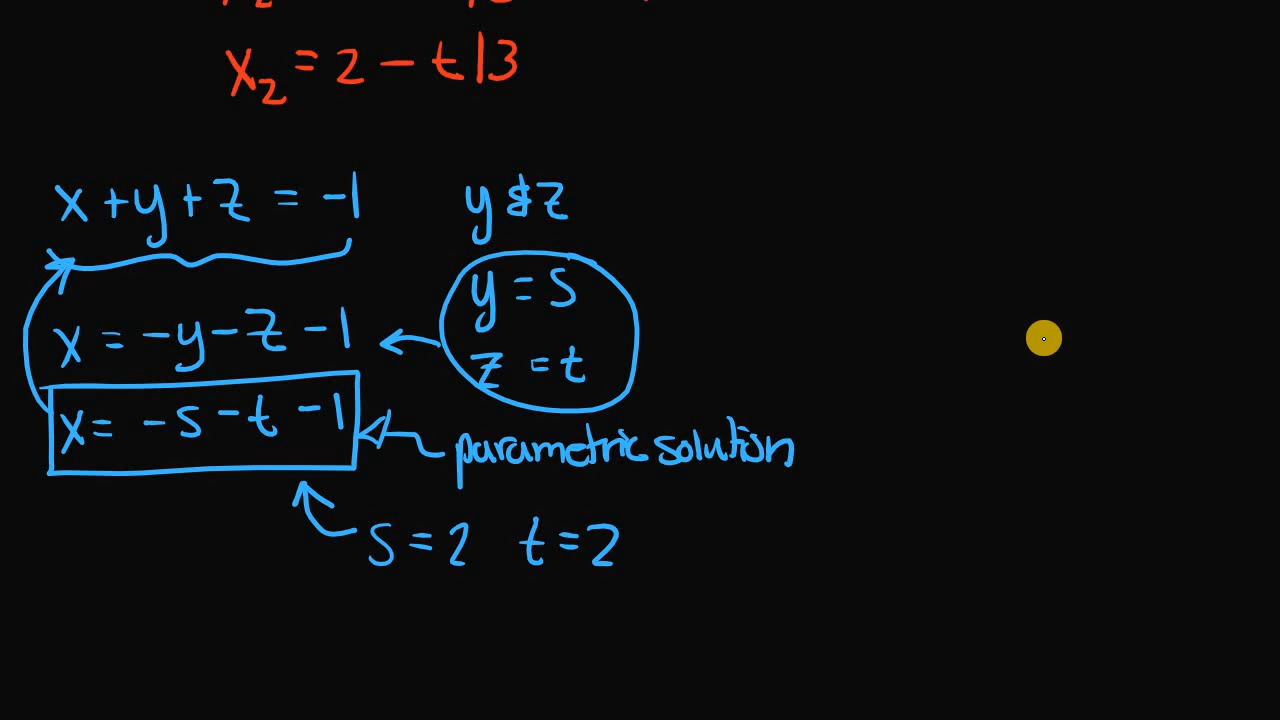 x₂ = 2 - t/3
x + y + z = -1
y & z
y = s
x = -y - z - 1
z = t
x = -s - t - 1
parametric solution
s = 2 t = 2